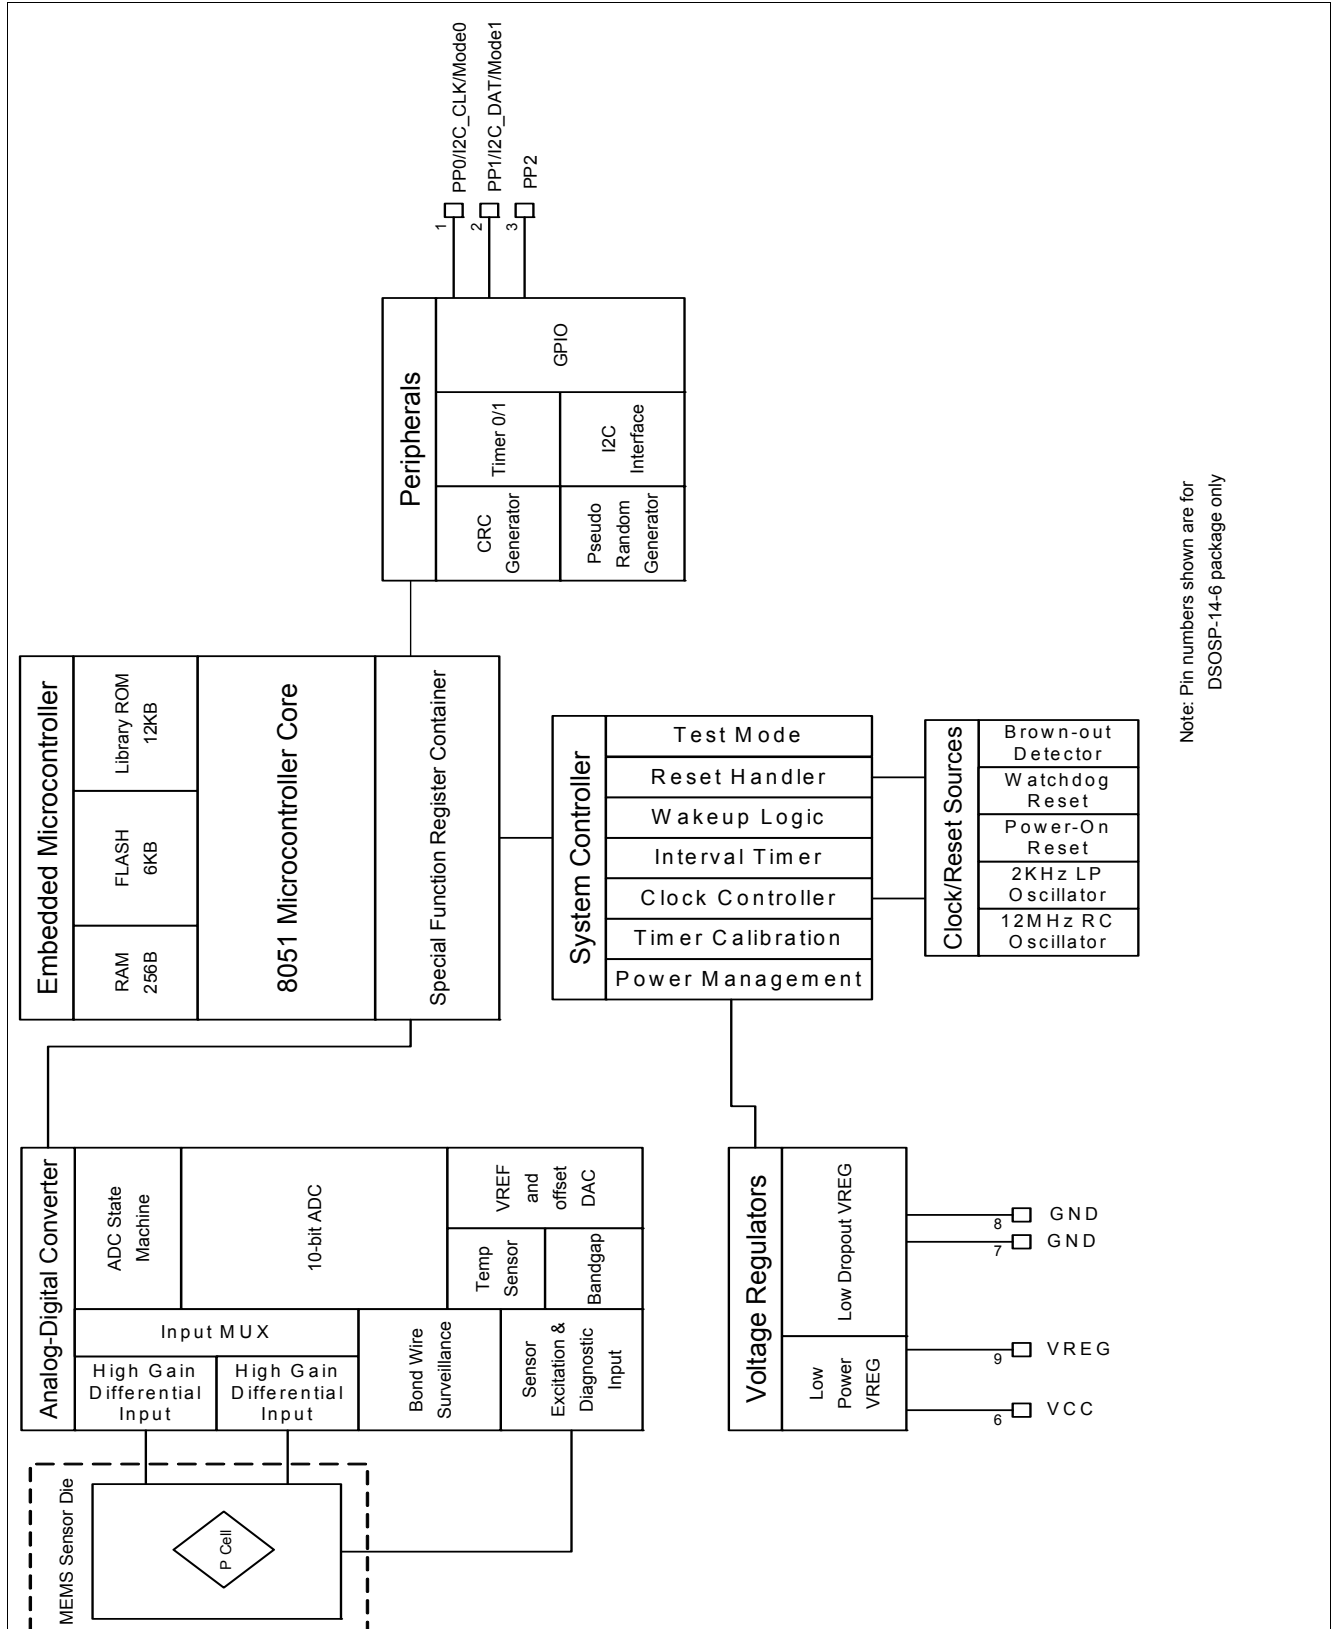 PP0/I2C_CLK/Mode0
PP1/I2C_DAT/Mode1
PP2
1
2
3
Peripherals
GPIO
Timer 0/1
I2C
Interface
CRC
Generator
Pseudo
Random
Generator
Embedded Microcontroller
Library ROM
12KB
FLASH
6KB
RAM
256B
8051 Microcontroller Core
Special Function Register Container
System Controller
Test Mode
Reset Handler
Wakeup Logic
Interval Timer
Clock Controller
Timer Calibration
Power Management
Clock/Reset Sources
Brown-out
Detector
Watchdog
Reset
Power-On
Reset
2KHz LP
Oscillator
12MHz RC
Oscillator
Note: Pin numbers shown are for
DSOSP-14-6 package only
Analog-Digital Converter
ADC State
Machine
10-bit ADC
VREF
and
offset
DAC
Temp
Sensor
Bandgap
Input MUX
High Gain
Differential
Input
High Gain
Differential
Input
Bond Wire
Surveillance
Sensor
Excitation &
Diagnostic
Input
MEMS Sensor Die
P Cell
Voltage Regulators
Low Dropout VREG
Low
Power
VREG
8
GND
7
GND
9
VREG
6
VCC